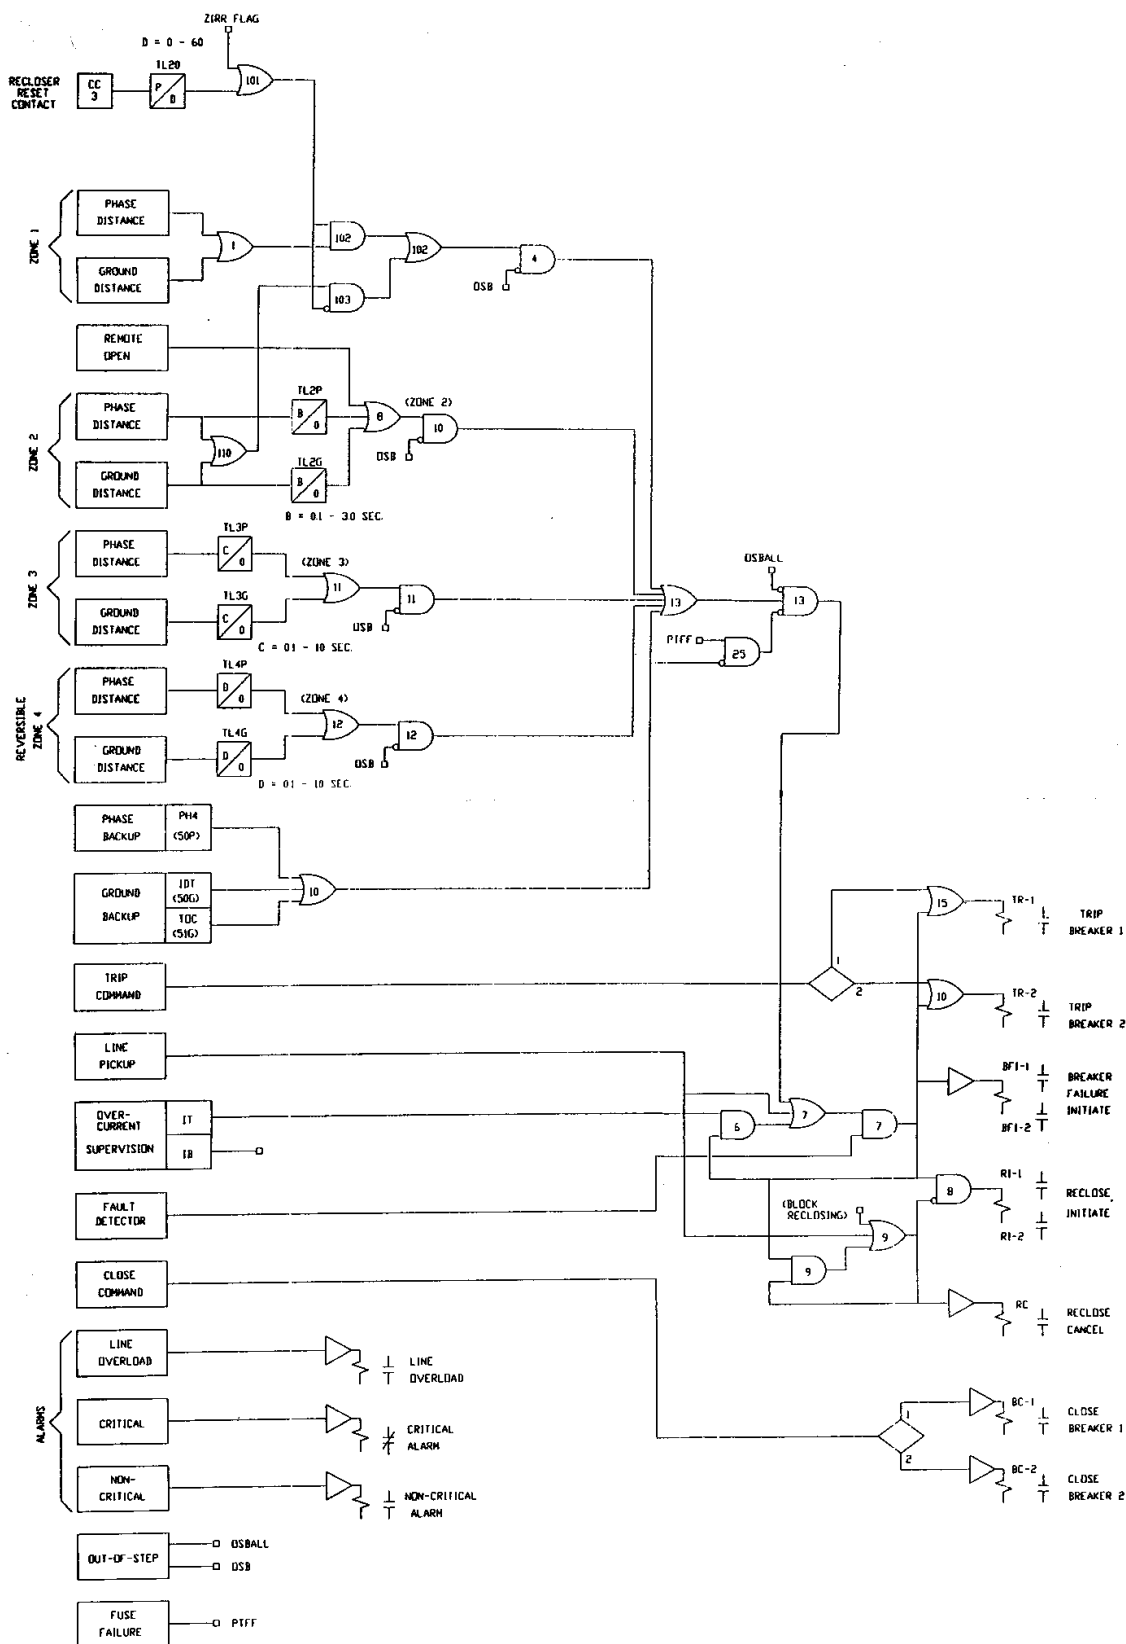 Z1RR FLAG
D = 0 - 60
TL20
RECLOSER
RESET
CONTACT
CC
3
P
D
101
ZONE 1
PHASE
DISTANCE
GROUND
DISTANCE
1
102
102
103
4
OSB
REMOTE
OPEN
ZONE 2
PHASE
DISTANCE
GROUND
DISTANCE
110
TL2P
B
0
TL2G
B
0
B = 0.1 - 3.0 SEC.
8
(ZONE 2)
10
OSB
ZONE 3
PHASE
DISTANCE
GROUND
DISTANCE
TL3P
C
0
TL3G
C
0
C = 0.1 - 10 SEC.
(ZONE 3)
11
11
OSB
13
OSBALL
13
PTFF
25
REVERSIBLE
ZONE 4
PHASE
DISTANCE
GROUND
DISTANCE
TL4P
D
0
TL4G
D
0
D = 0.1 - 10 SEC.
(ZONE 4)
12
12
OSB
PHASE
BACKUP
PH4
(50P)
GROUND
BACKUP
IDT
(50G)
TOC
(51G)
10
TRIP
COMMAND
1
2
15
TR-1
TRIP
BREAKER 1
10
TR-2
TRIP
BREAKER 2
LINE
PICKUP
BFI-1
BREAKER
FAILURE
INITIATE
BFI-2
OVER-
CURRENT
SUPERVISION
IT
IB
6
7
7
FAULT
DETECTOR
(BLOCK
RECLOSING)
9
9
8
RI-1
RECLOSE
INITIATE
RI-2
CLOSE
COMMAND
RC
RECLOSE
CANCEL
ALARMS
LINE
OVERLOAD
LINE
OVERLOAD
CRITICAL
CRITICAL
ALARM
NON-
CRITICAL
NON-CRITICAL
ALARM
1
2
BC-1
CLOSE
BREAKER 1
BC-2
CLOSE
BREAKER 2
OUT-OF-STEP
OSBALL
OSB
FUSE
FAILURE
PTFF